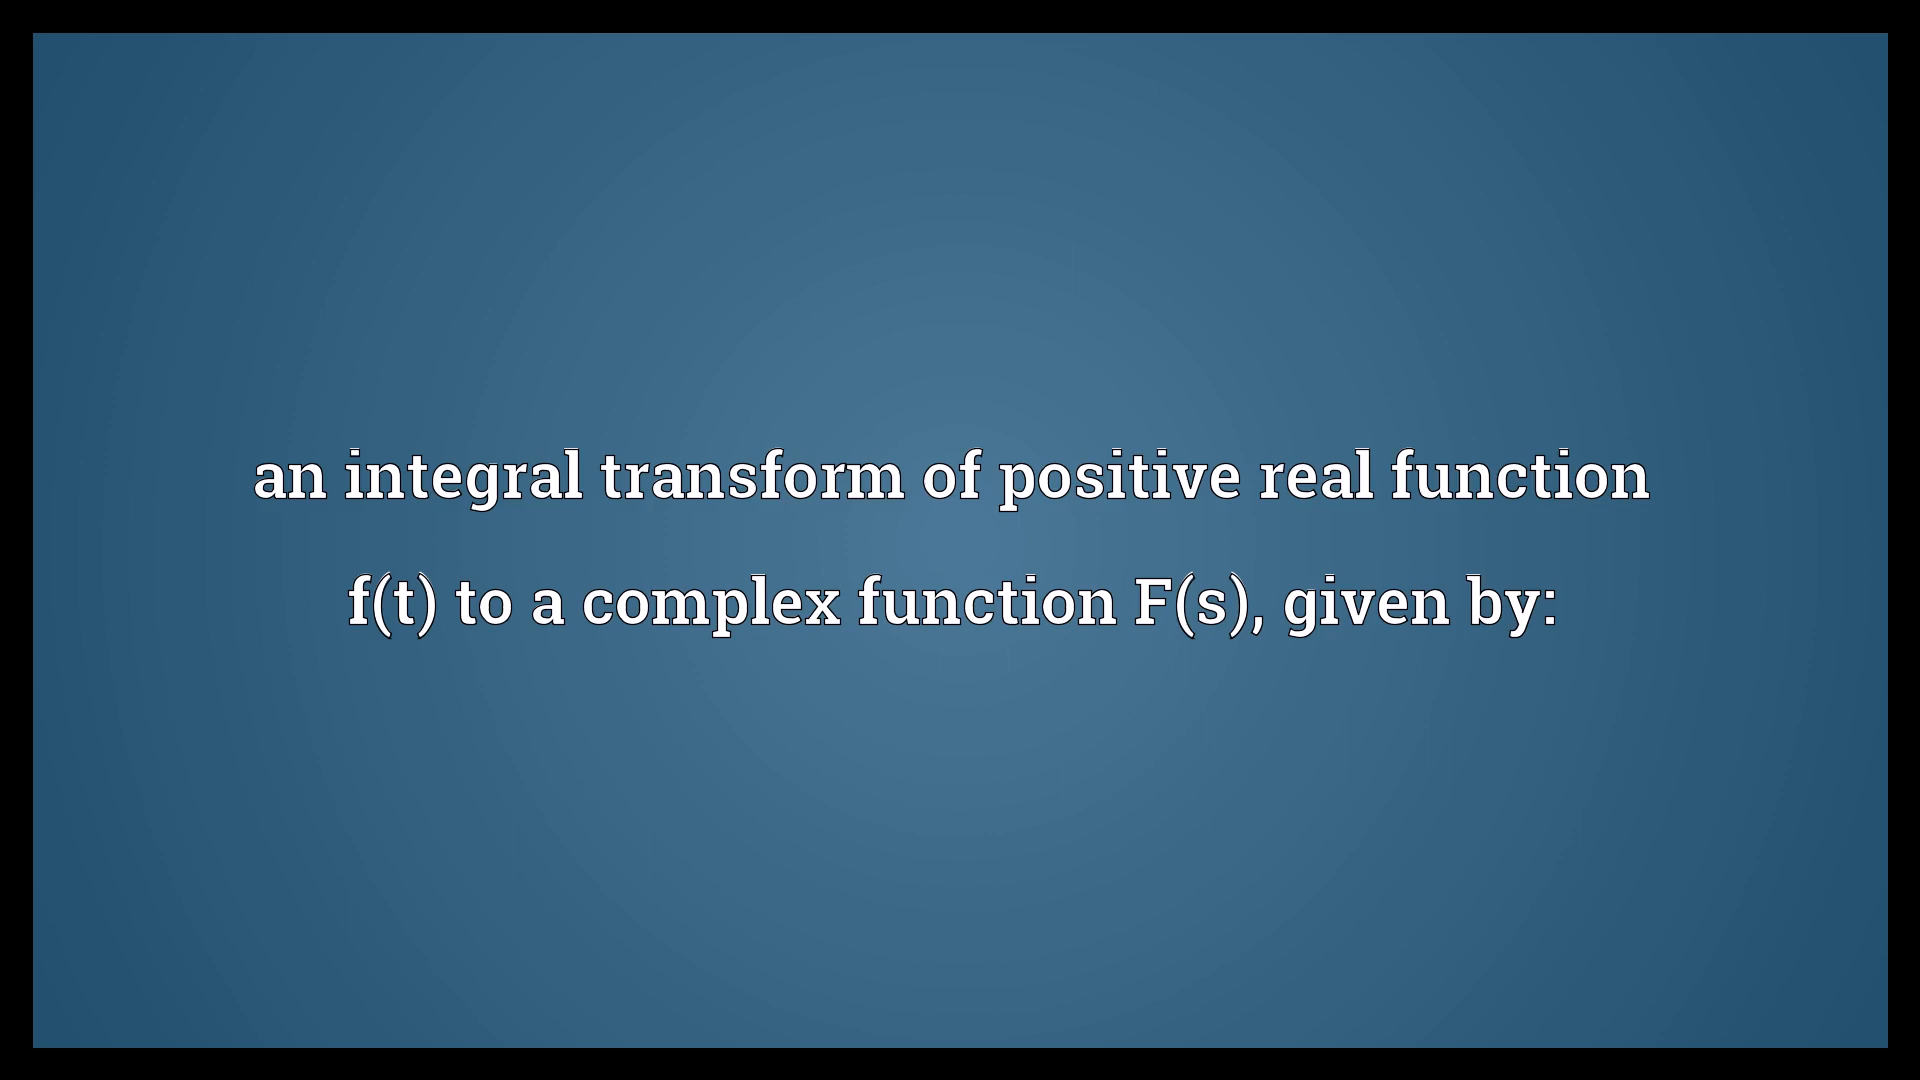 an integral transform of positive real function
f(t) to a complex function F(s), given by: